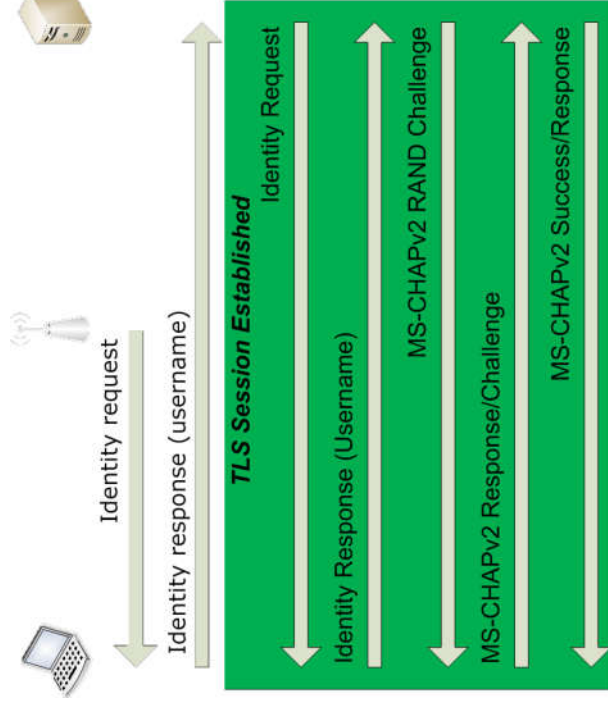 Identity request
Identity response (username)
TLS Session Established
Identity Request
Identity Response (Username)
MS-CHAPv2 RAND Challenge
MS-CHAPv2 Response/Challenge
MS-CHAPv2 Success/Response